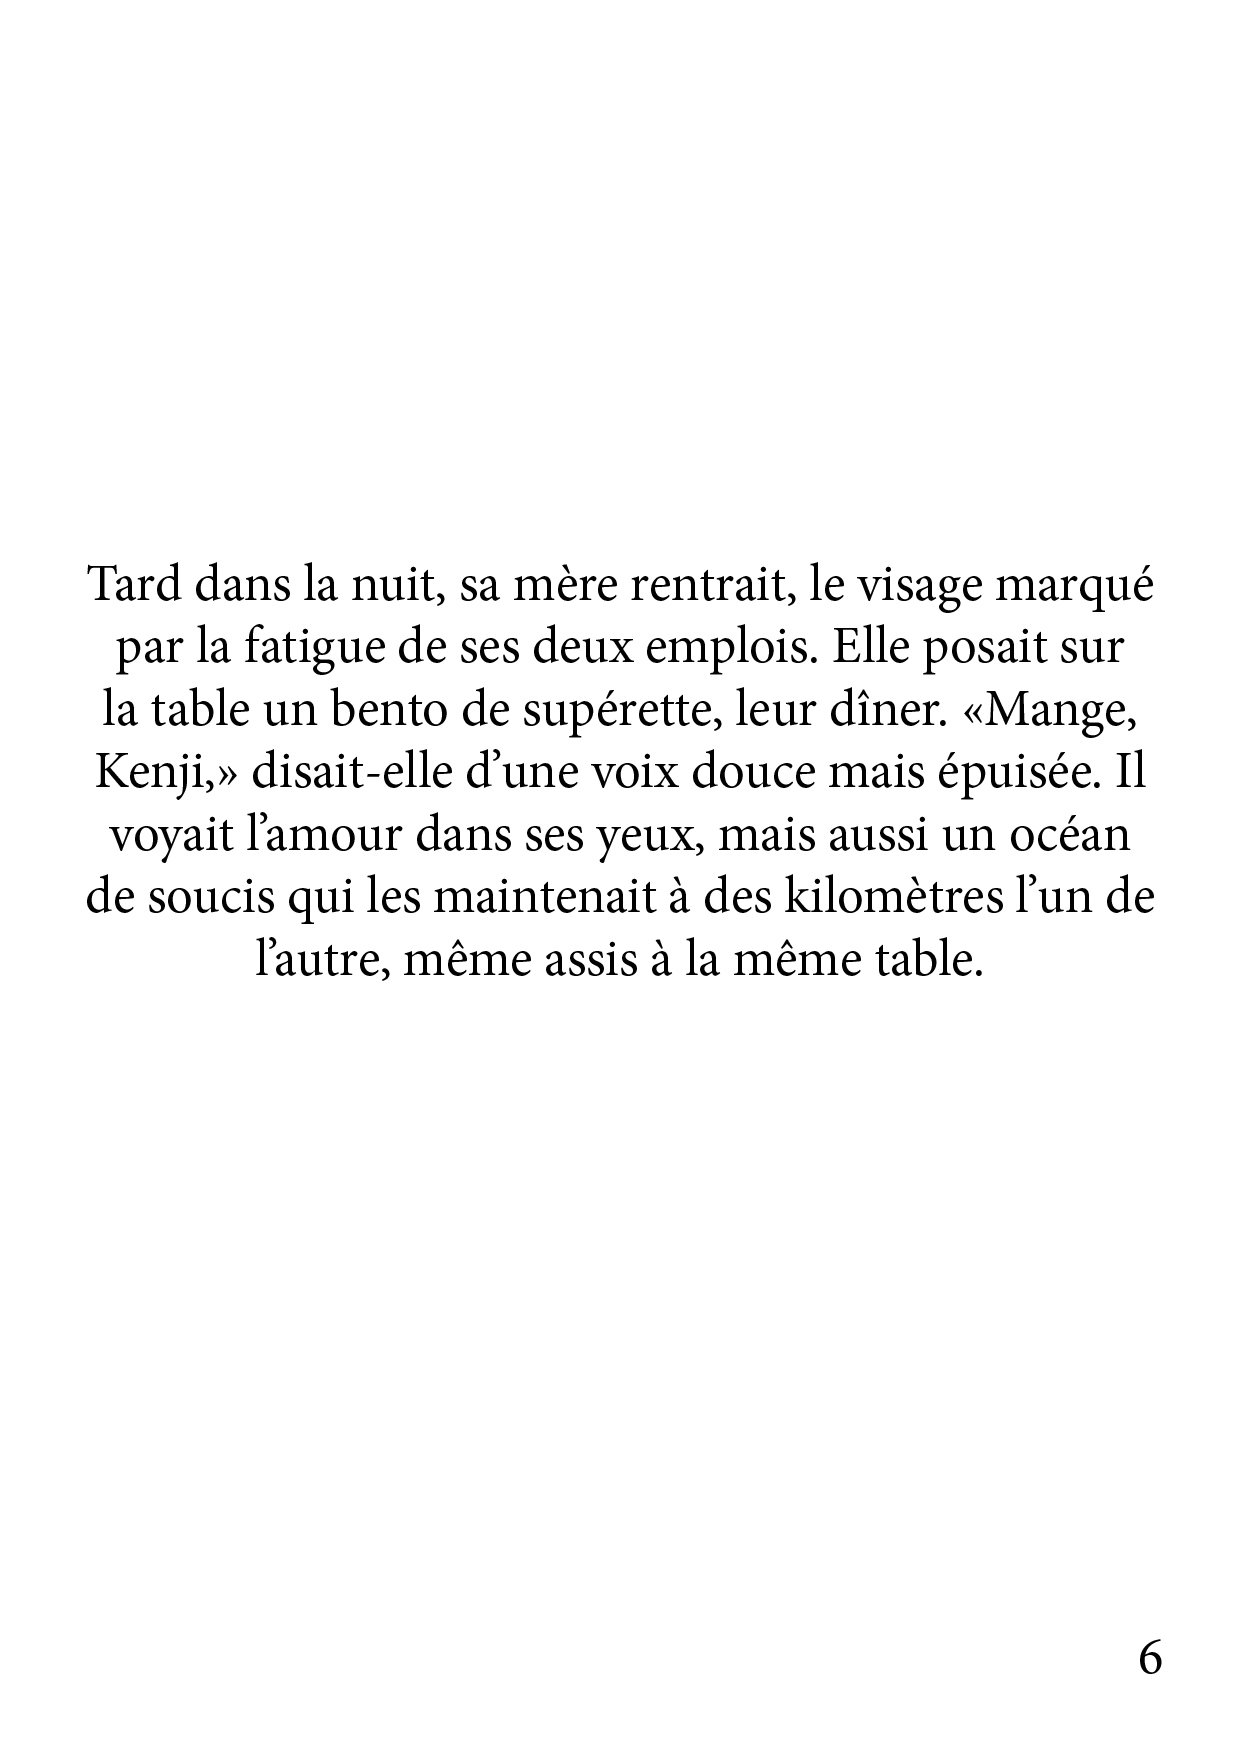 Tard dans la nuit, sa mère rentrait, le visage marqué
par la fatigue de ses deux emplois. Elle posait sur
la table un bento de supérette, leur dîner. «Mange,
Kenji,» disait-elle d’une voix douce mais épuisée. Il
voyait l’amour dans ses yeux, mais aussi un océan
de soucis qui les maintenait à des kilomètres l’un de
l’autre, même assis à la même table.
6